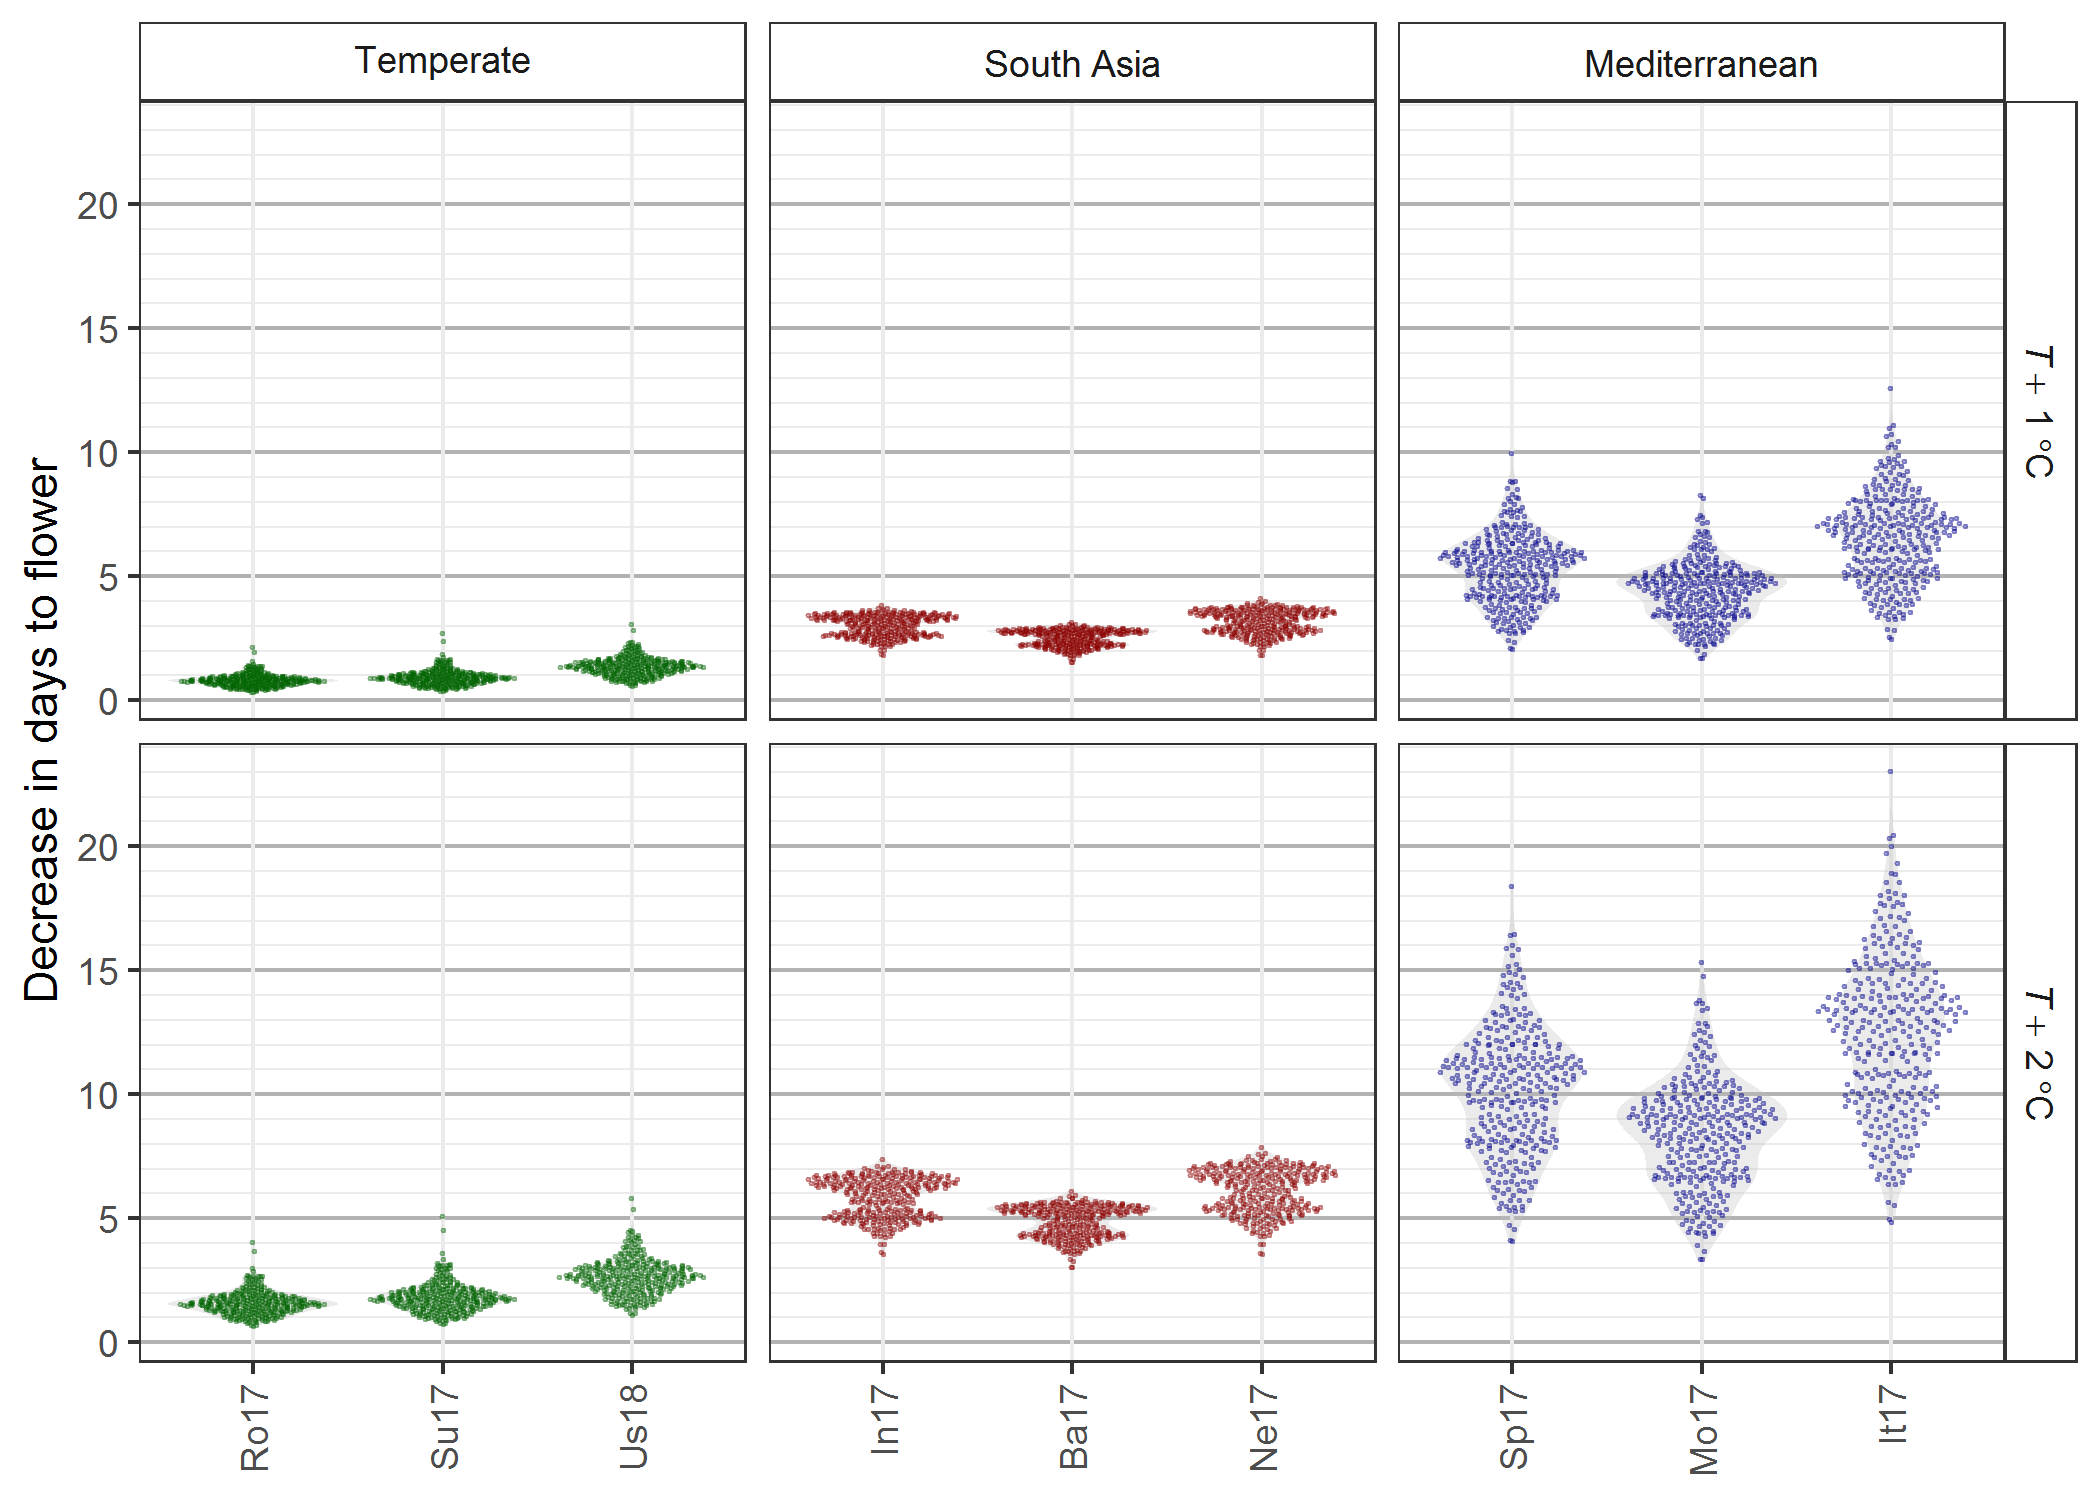 Temperate
South Asia
Mediterranean
Decrease in days to flower
20
15
10
5
0
T + 1 °C
20
15
10
5
0
T + 2 °C
Ro17
Su17
Us18
In17
Ba17
Ne17
Sp17
Mo17
It17